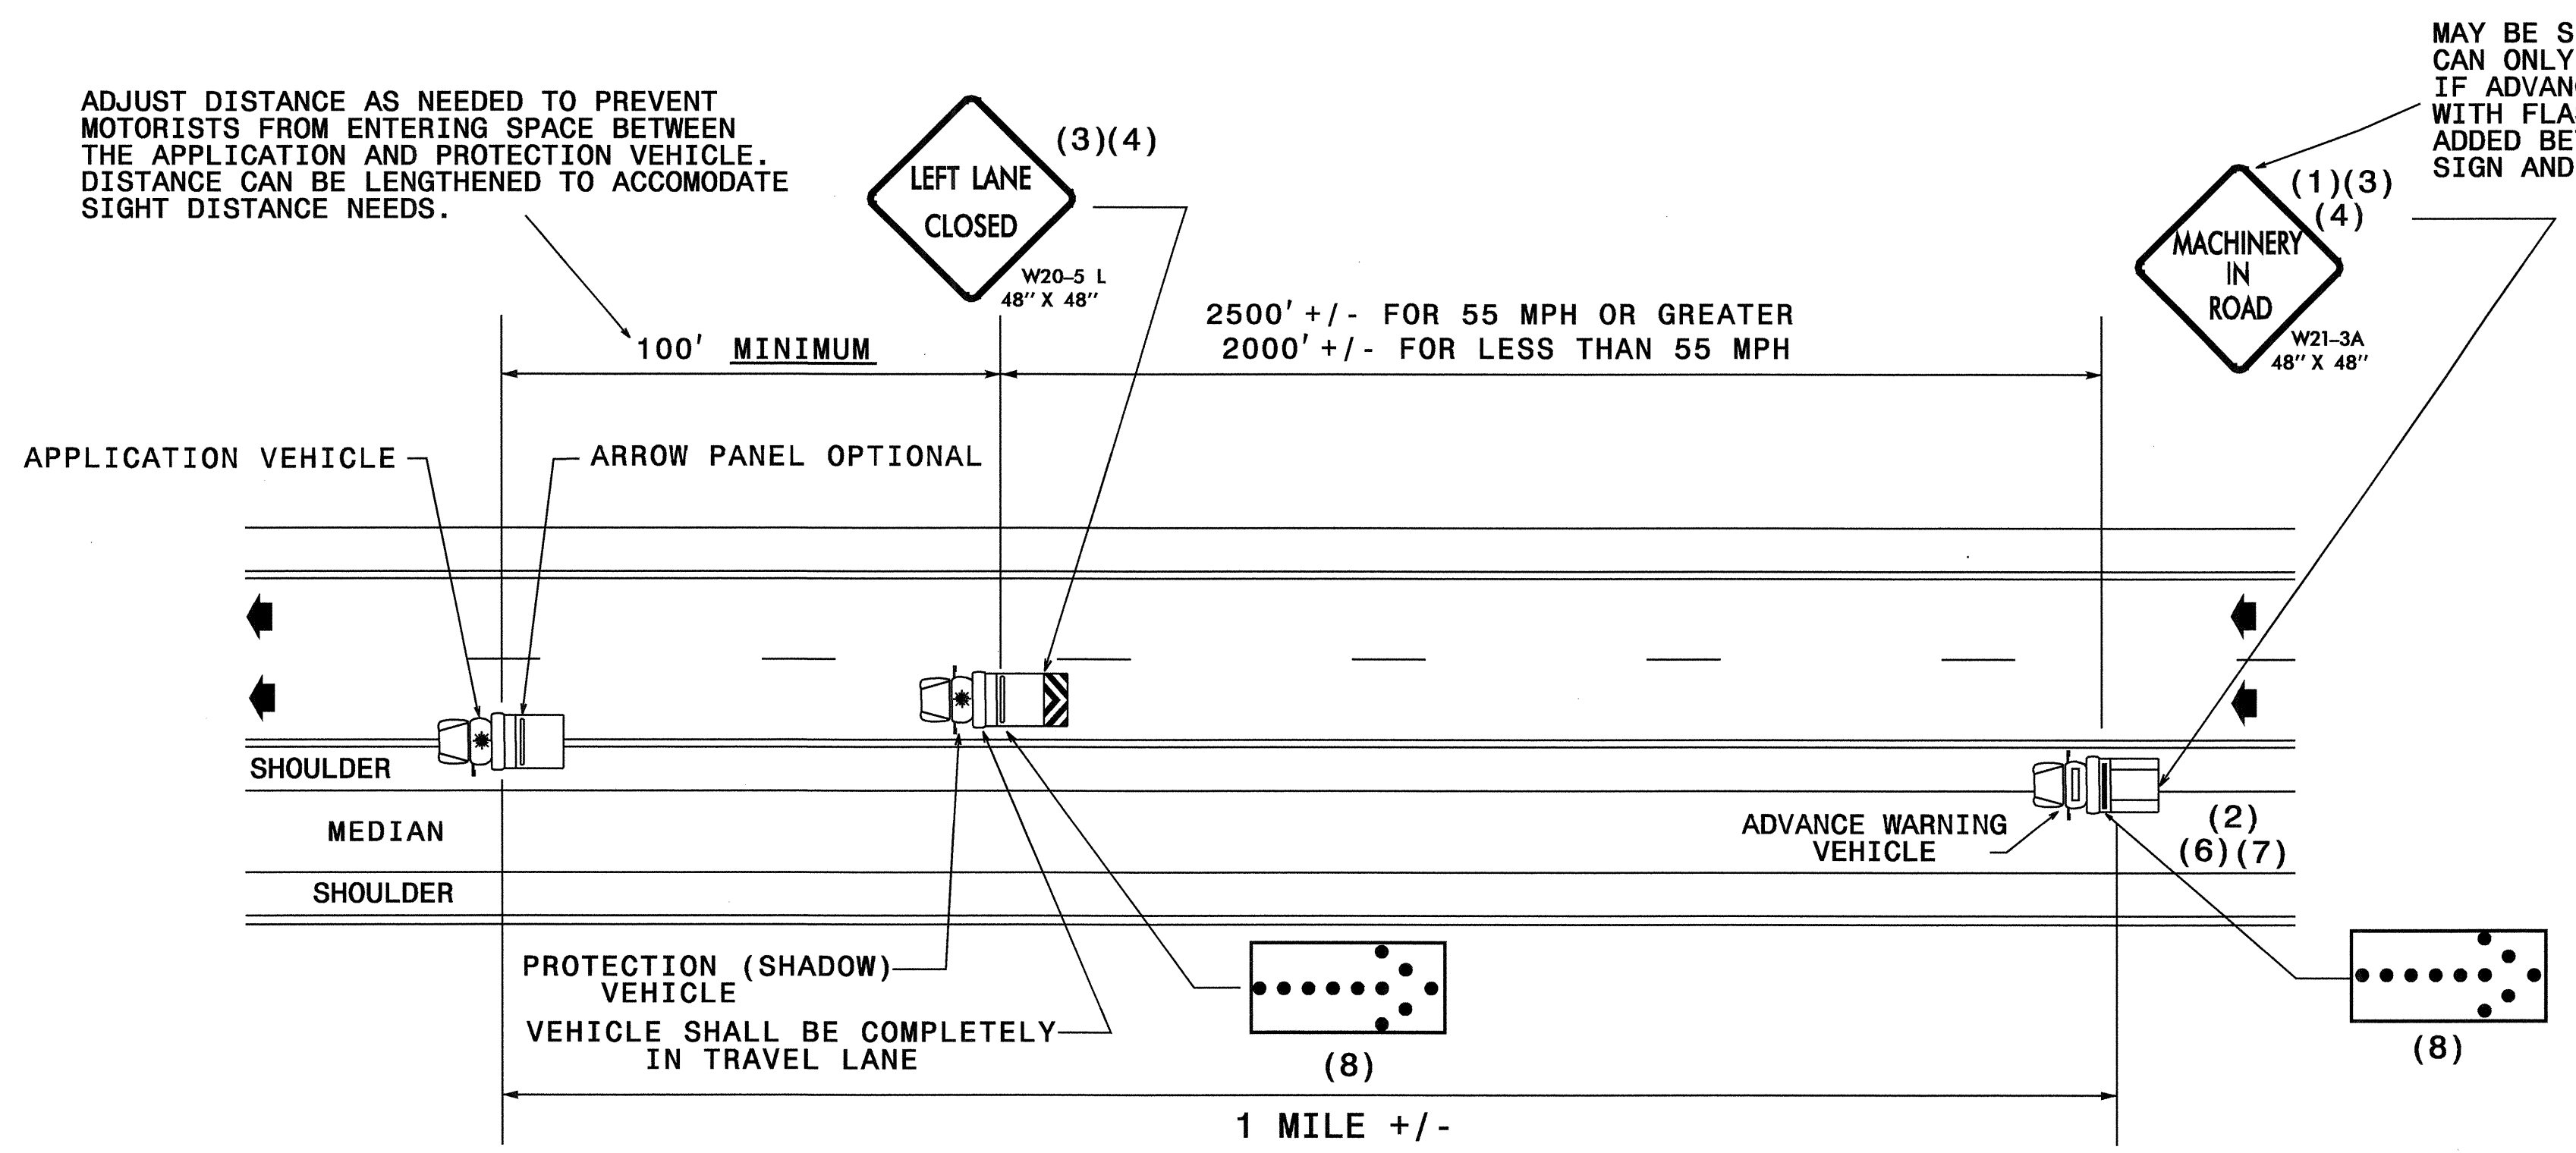 MAY BE S
CAN ONLY
IF ADVAN
WITH FLA
ADDED BE
SIGN AND
ADJUST DISTANCE AS NEEDED TO PREVENT
MOTORISTS FROM ENTERING SPACE BETWEEN
THE APPLICATION AND PROTECTION VEHICLE.
DISTANCE CAN BE LENGTHENED TO ACCOMODATE
SIGHT DISTANCE NEEDS.
(3)(4)
LEFT LANE
CLOSED
W20-5 L
48" X 48"
(1)(3)
(4)
MACHINERY
IN
ROAD
W21-3A
48" X 48"
2500' +/- FOR 55 MPH OR GREATER
2000' +/- FOR LESS THAN 55 MPH
100' MINIMUM
APPLICATION VEHICLE
ARROW PANEL OPTIONAL
SHOULDER
MEDIAN
SHOULDER
ADVANCE WARNING
VEHICLE
(2)
(6)(7)
PROTECTION (SHADOW)
VEHICLE
VEHICLE SHALL BE COMPLETELY
IN TRAVEL LANE
(8)
(8)
1 MILE +/-